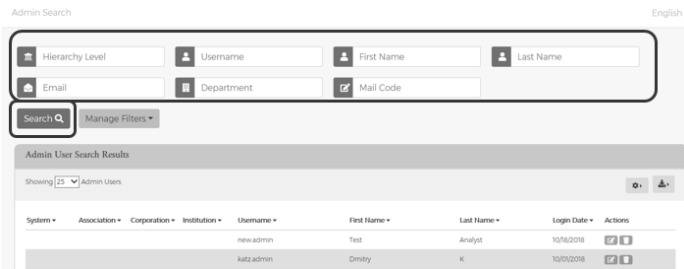 Admin Search English
Hierarchy Level Username First Name Last Name
Email Department Mail Code
Search Manage Filters
Admin User Search Results
Showing 25 Admin Users
System Association Corporation Institution Username First Name Last Name Login Date Actions
new.admin Test Analyst 10/18/2018
katz.admin Dmitry K 10/01/2018